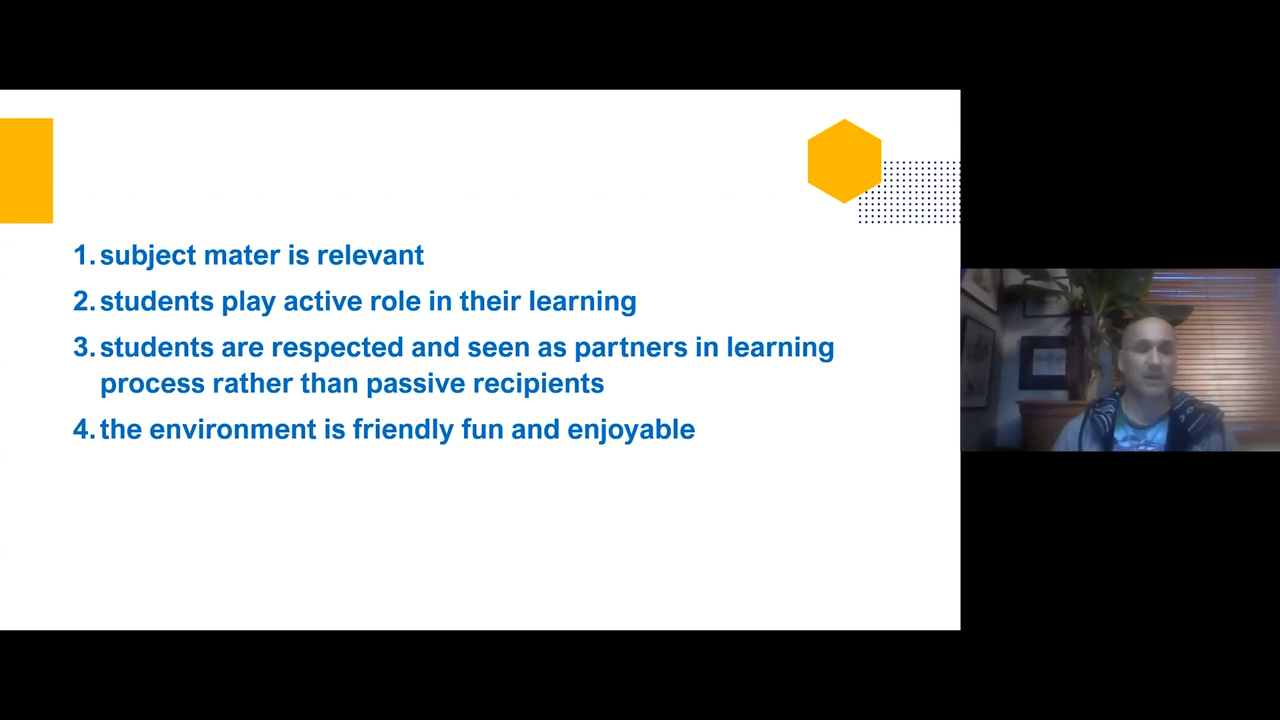 1. subject mater is relevant
2. students play active role in their learning
3. students are respected and seen as partners in learning
process rather than passive recipients
4. the environment is friendly fun and enjoyable